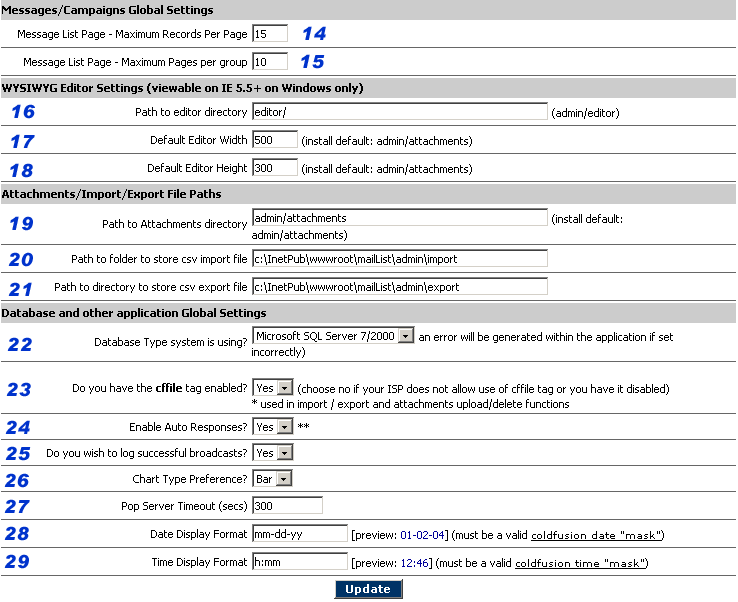 Messages/Campaigns Global Settings
Message List Page - Maximum Records Per Page 15 14
Message List Page - Maximum Pages per group 10 15
WYSIWYG Editor Settings (viewable on IE 5.5+ on Windows only)
16 Path to editor directory editor/ (admin/editor)
17 Default Editor Width 500 (install default: admin/attachments)
18 Default Editor Height 300 (install default: admin/attachments)
Attachments/Import/Export File Paths
19 Path to Attachments directory admin/attachments (install default:
admin/attachments)
20 Path to folder to store csv import file c:\InetPub\wwwroot\mailList\admin\import
21 Path to directory to store csv export file c:\InetPub\wwwroot\mailList\admin\export
Database and other application Global Settings
22 Database Type system is using? Microsoft SQL Server 7/2000 an error will be generated within the application if set
incorrectly)
23 Do you have the cffile tag enabled? Yes (choose no if your ISP does not allow use of cffile tag or you have it disabled)
* used in import / export and attachments upload/delete functions
24 Enable Auto Responses? Yes **
25 Do you wish to log successful broadcasts? Yes
26 Chart Type Preference? Bar
27 Pop Server Timeout (secs) 300
28 Date Display Format mm-dd-yy [preview: 01-02-04] (must be a valid coldfusion date "mask")
29 Time Display Format h:mm [preview: 12:46] (must be a valid coldfusion time "mask")
Update